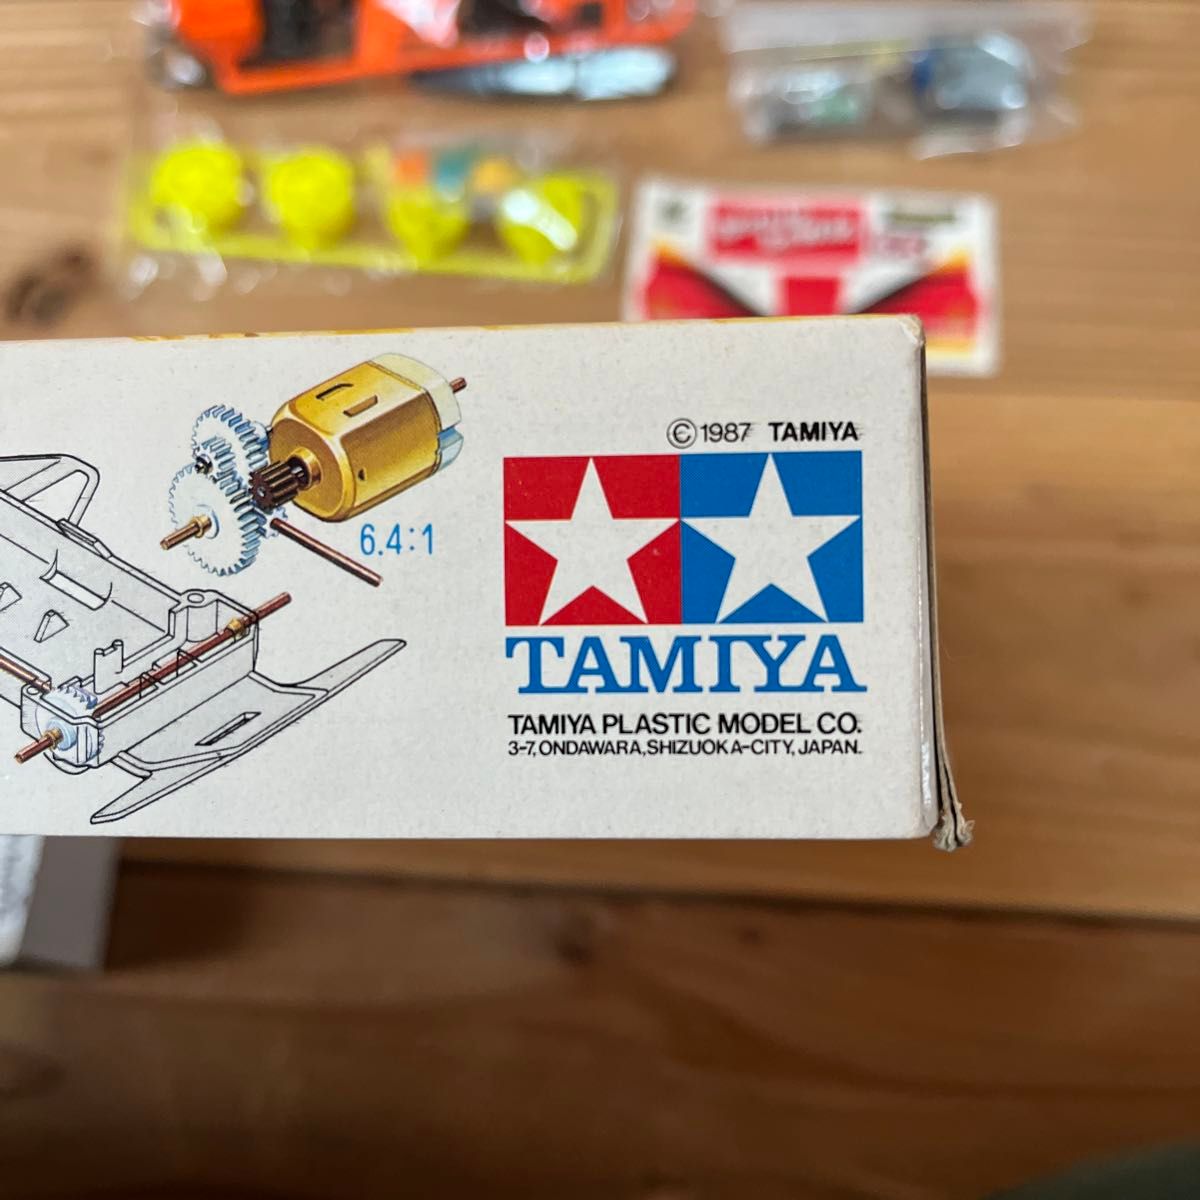 ©1987 TAMIYA
6.4:1
TAMIYA
TAMIYA PLASTIC MODEL CO.
3-7, ONDAWARA, SHIZUOKA-CITY, JAPAN.